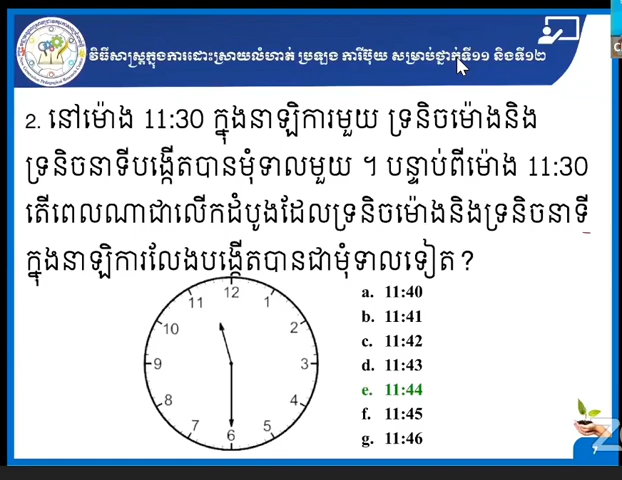 វិធីសាស្ត្រក្នុងការដោះស្រាយលំហាត់ ប្រឡង ការប៊ុយ សម្រាប់ថ្នាក់ទី១១ និងទី១២
2. នៅម៉ោង 11:30 ក្នុងនាឡិការមួយ ទ្រនិចម៉ោងនិង
ទ្រនិចនាទីបង្កើតបានមុំទាលមួយ ។ បន្ទាប់ពីម៉ោង 11:30
តើពេលណាជាលើកដំបូងដែលទ្រនិចម៉ោងនិងទ្រនិចនាទី
ក្នុងនាឡិការលែងបង្កើតបានជាមុំទាលទៀត ?
12
11
1
10
2
9
3
8
4
7
5
6
a. 11:40
b. 11:41
c. 11:42
d. 11:43
e. 11:44
f. 11:45
g. 11:46